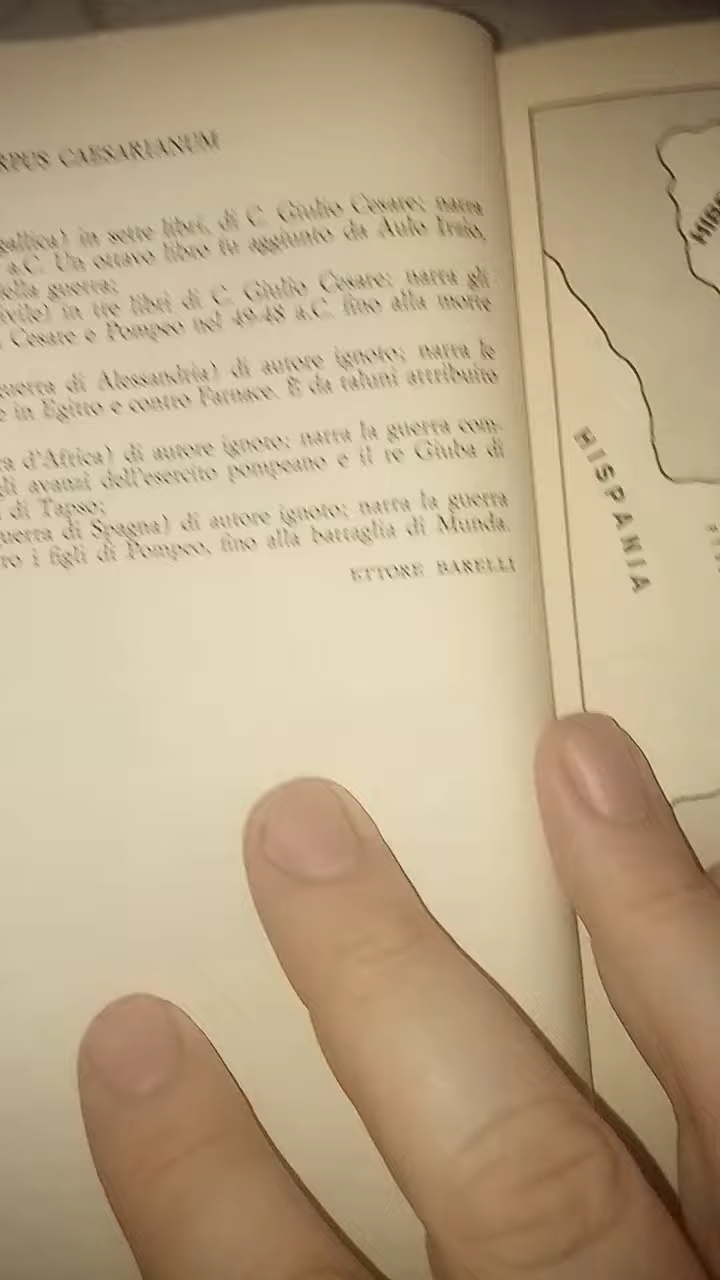 RPUS CAESARIANUM
gallica) in sette libri, di C. Giulio Cesare; narra
a.C. Un ottavo libro fu aggiunto da Aulo Irzio,
della guerra;
ivile) in tre libri di C. Giulio Cesare; narra gli
Cesare e Pompeo nel 49-48 a.C. fino alla morte
guerra di Alessandria) di autore ignoto; narra le
e in Egitto e contro Farnace. È da taluni attribuito
ra d'Africa) di autore ignoto; narra la guerra com-
gli avanzi dell'esercito pompeano e il re Giuba di
di Tapso;
guerra di Spagna) di autore ignoto; narra la guerra
ro i figli di Pompeo, fino alla battaglia di Munda.
ETTORE BARELLI
HISPANIA